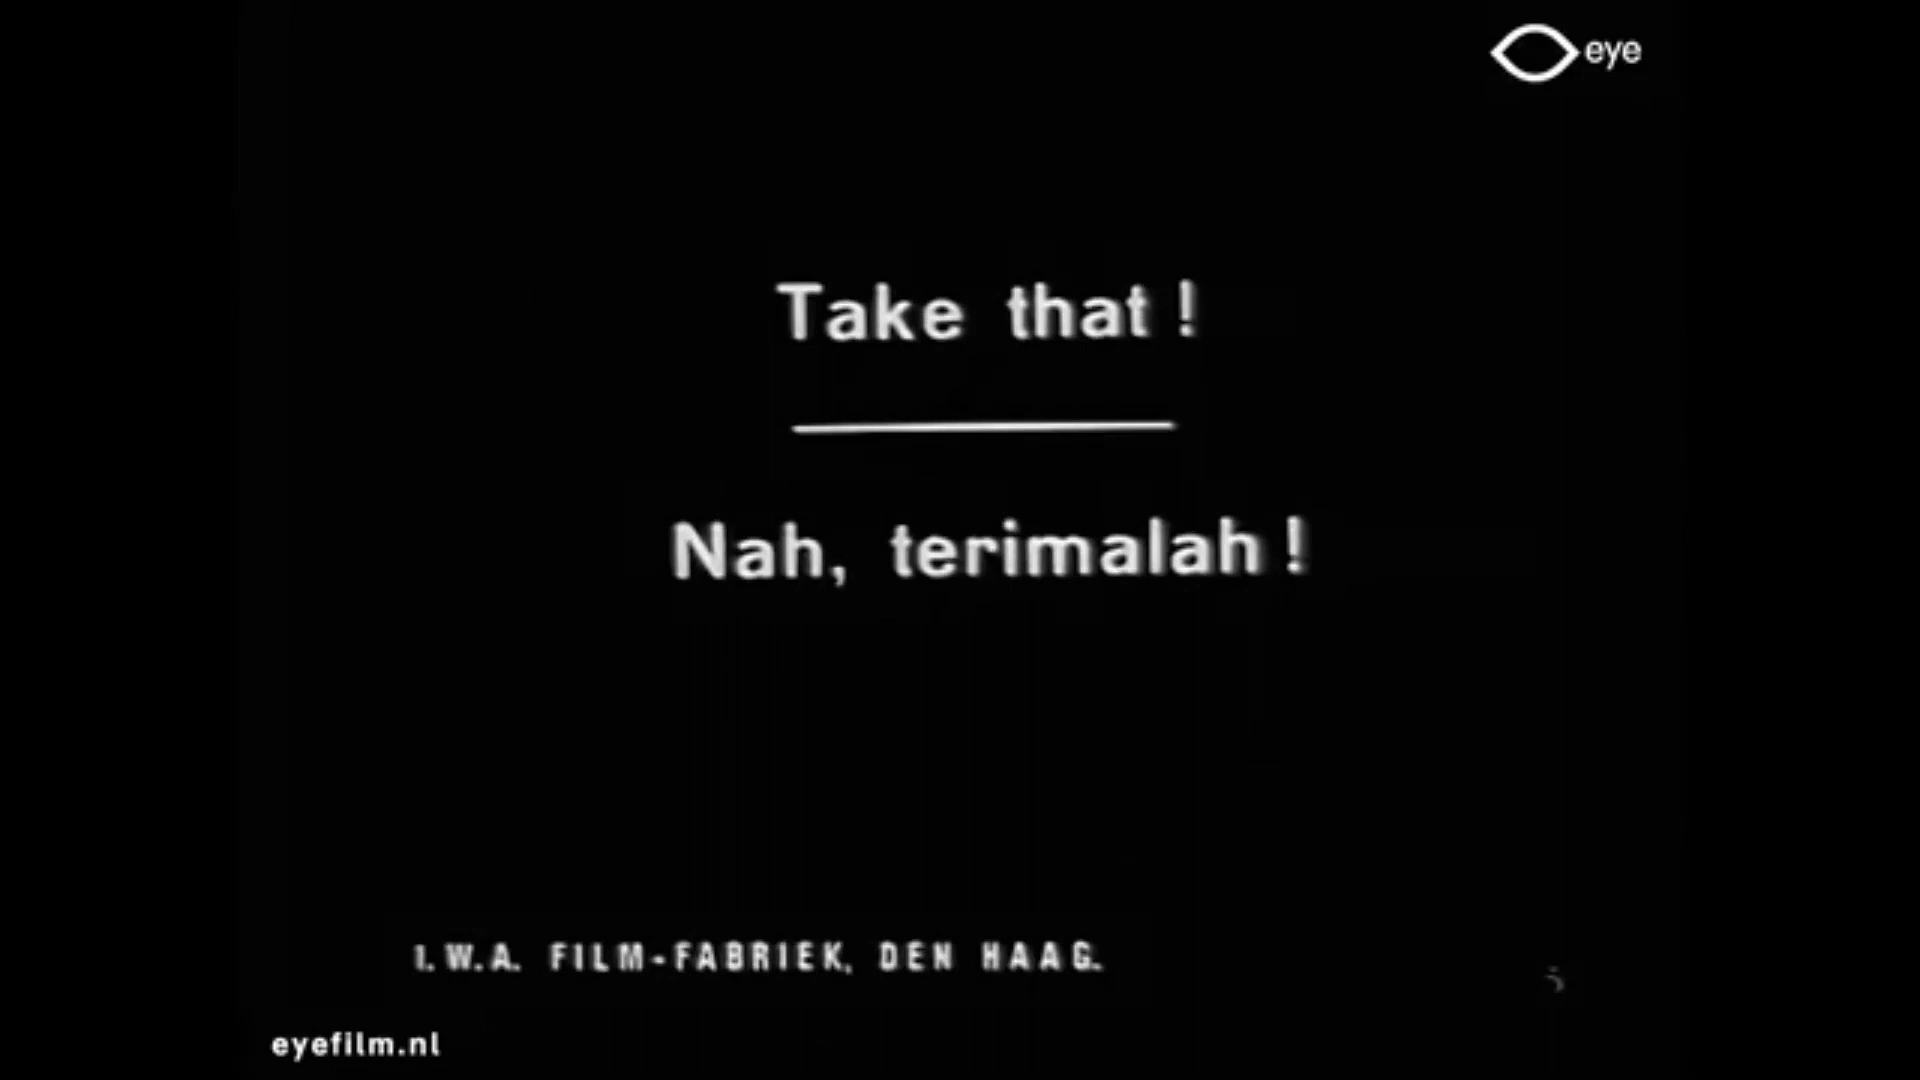 eye
Take that !
Nah, terimalah !
I.W.A. FILM-FABRIEK, DEN HAAG.
eyefilm.nl